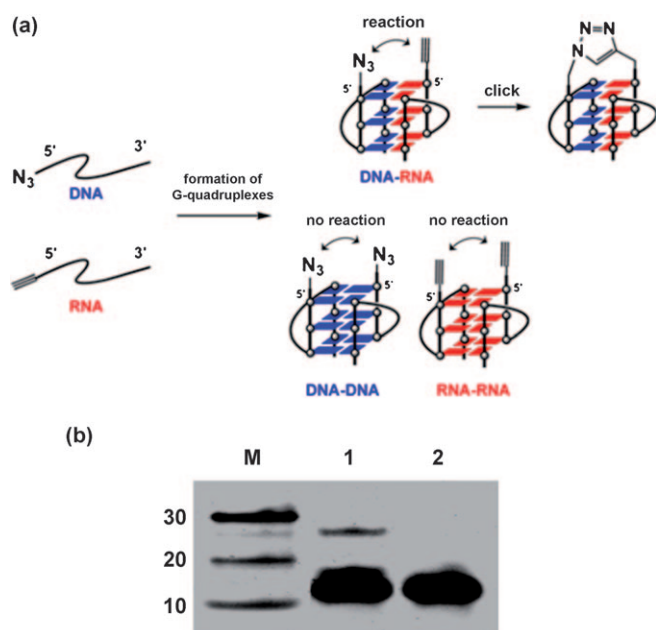 (a)
reaction
N₃
5'
5'
DNA-RNA
click
N
N
N
5'
3'
N₃
DNA
5'
3'
RNA
formation of
G-quadruplexes
no reaction
no reaction
N₃
N₃
5'
5'
5'
5'
DNA-DNA
RNA-RNA
(b)
M
1
2
30
20
10